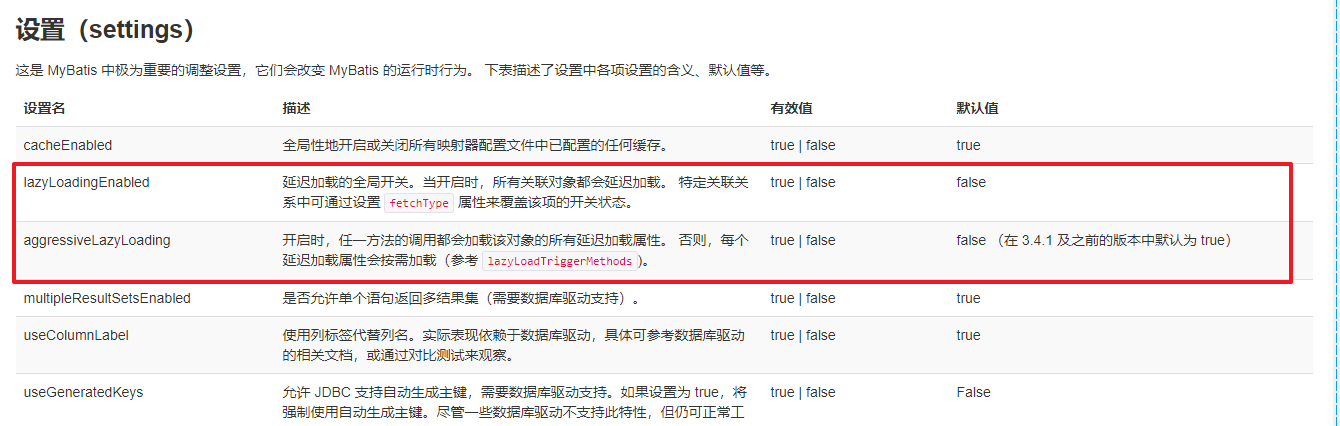 设置（settings）
这是 MyBatis 中极为重要的调整设置，它们会改变 MyBatis 的运行时行为。 下表描述了设置中各项设置的含义、默认值等。
设置名 描述 有效值 默认值
cacheEnabled 全局性地开启或关闭所有映射器配置文件中已配置的任何缓存。 true | false true
lazyLoadingEnabled 延迟加载的全局开关。当开启时，所有关联对象都会延迟加载。 特定关联关 true | false false
系中可通过设置 fetchType 属性来覆盖该项的开关状态。
aggressiveLazyLoading 开启时，任一方法的调用都会加载该对象的所有延迟加载属性。 否则，每个 true | false false （在 3.4.1 及之前的版本中默认为 true）
延迟加载属性会按需加载（参考 lazyLoadTriggerMethods)。
multipleResultSetsEnabled 是否允许单个语句返回多结果集（需要数据库驱动支持）。 true | false true
useColumnLabel 使用列标签代替列名。实际表现依赖于数据库驱动，具体可参考数据库驱动 true | false true
的相关文档，或通过对比测试来观察。
useGeneratedKeys 允许 JDBC 支持自动生成主键，需要数据库驱动支持。如果设置为 true，将 true | false False
强制使用自动生成主键。尽管一些数据库驱动不支持此特性，但仍可正常工